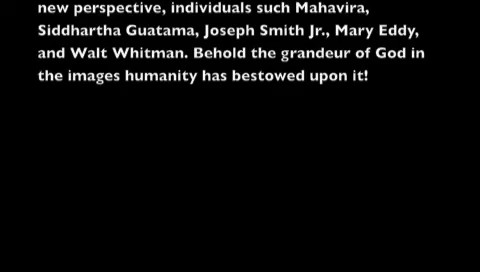 new perspective, individuals such Mahavira,
Siddhartha Guatama, Joseph Smith Jr., Mary Eddy,
and Walt Whitman. Behold the grandeur of God in
the images humanity has bestowed upon it!